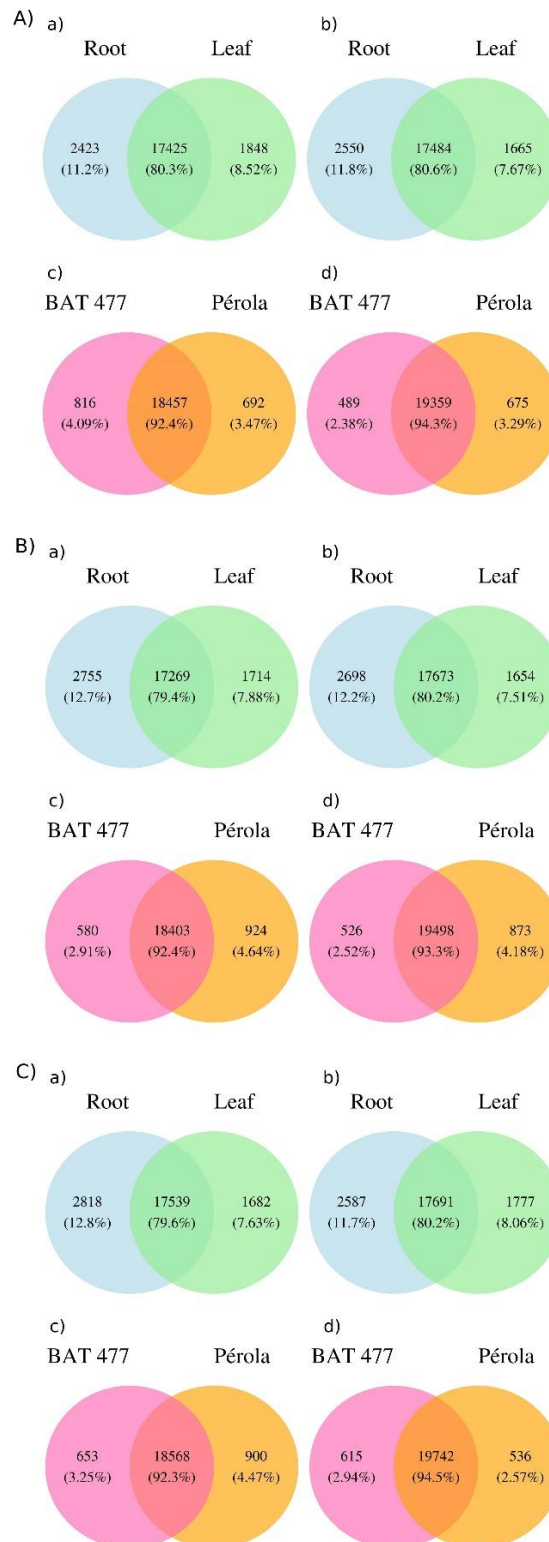 A)
a) b)
Root Leaf Root Leaf
2423 17425 1848 2550 17484 1665
(11.2%) (80.3%) (8.52%) (11.8%) (80.6%) (7.67%)
c) d)
BAT 477 Pérola BAT 477 Pérola
816 18457 692 489 19359 675
(4.09%) (92.4%) (3.47%) (2.38%) (94.3%) (3.29%)
B)
a) b)
Root Leaf Root Leaf
2755 17269 1714 2698 17673 1654
(12.7%) (79.4%) (7.88%) (12.2%) (80.2%) (7.51%)
c) d)
BAT 477 Pérola BAT 477 Pérola
580 18403 924 526 19498 873
(2.91%) (92.4%) (4.64%) (2.52%) (93.3%) (4.18%)
C)
a) b)
Root Leaf Root Leaf
2818 17539 1682 2587 17691 1777
(12.8%) (79.6%) (7.63%) (11.7%) (80.2%) (8.06%)
c) d)
BAT 477 Pérola BAT 477 Pérola
653 18568 900 615 19742 536
(3.25%) (92.3%) (4.47%) (2.94%) (94.5%) (2.57%)